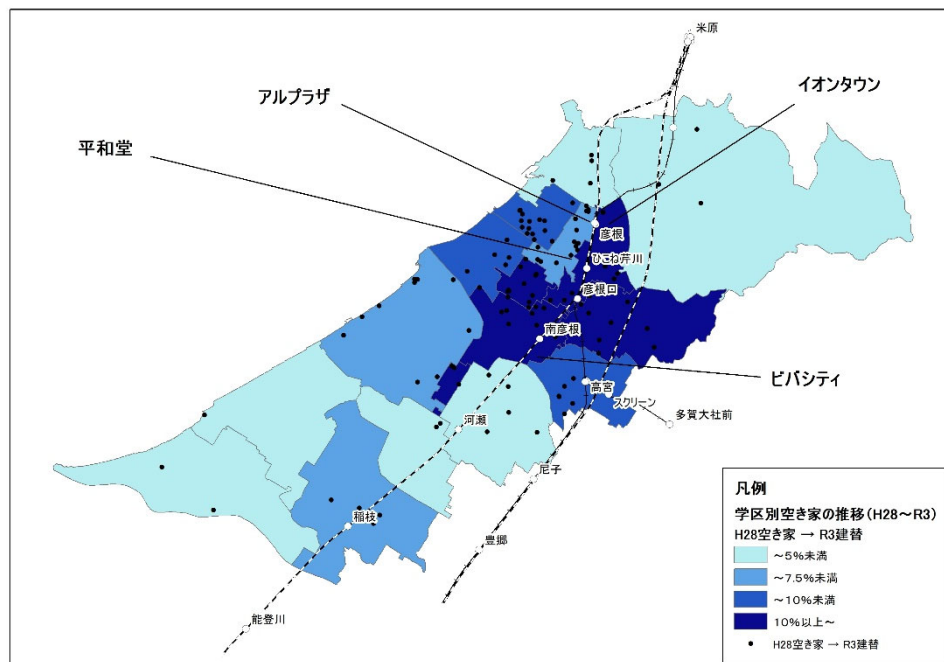 米原
アルプラザ
イオンタウン
平和堂
彦根
ひこね芹川
彦根口
南彦根
ビバシティ
高宮
スクリーン
多賀大社前
河瀬
尼子
稲枝
豊郷
能登川
凡例
学区別空き家の推移(H28~R3)
H28空き家 → R3建替
~5%未満
~7.5%未満
~10%未満
10%以上~
H28空き家 → R3建替